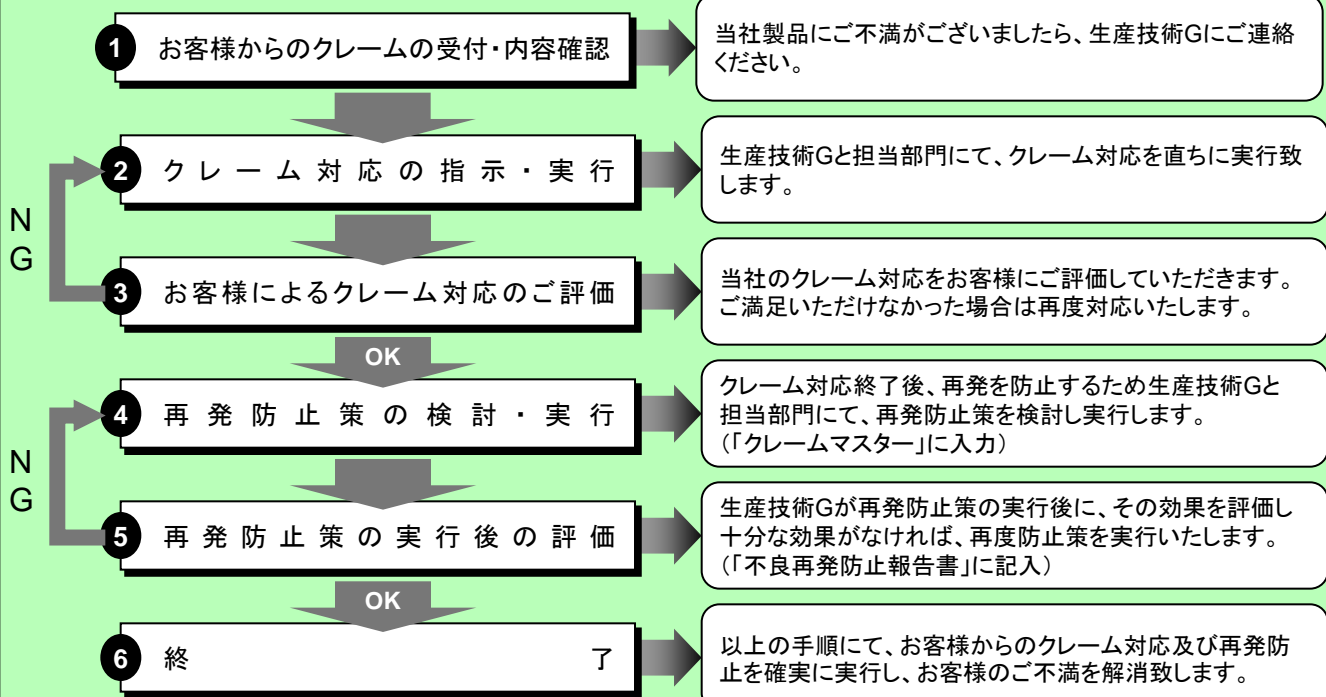 1 お客様からのクレームの受付・内容確認
当社製品にご不満がございましたら、生産技術Gにご連絡
ください。
2 クレーム対応の指示・実行
生産技術Gと担当部門にて、クレーム対応を直ちに実行致
します。
N
G
3 お客様によるクレーム対応のご評価
当社のクレーム対応をお客様にご評価していただきます。
ご満足いただけなかった場合は再度対応いたします。
OK
4 再発防止策の検討・実行
クレーム対応終了後、再発を防止するため生産技術Gと
担当部門にて、再発防止策を検討し実行します。
(「クレームマスター」に入力)
N
G
5 再発防止策の実行後の評価
生産技術Gが再発防止策の実行後に、その効果を評価し
十分な効果がなければ、再度防止策を実行いたします。
(「不良再発防止報告書」に記入)
OK
6 終了
以上の手順にて、お客様からのクレーム対応及び再発防
止を確実に実行し、お客様のご不満を解消致します。